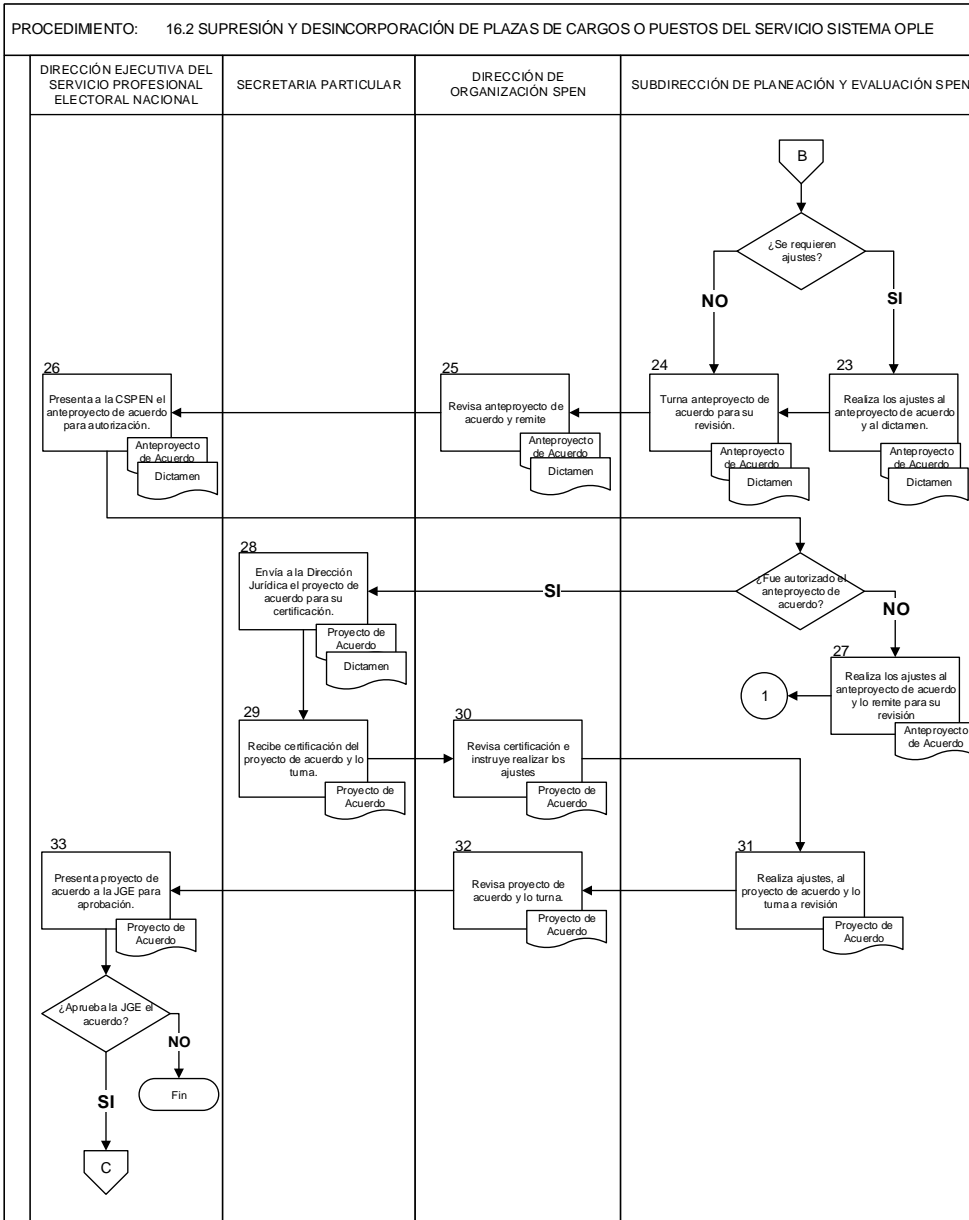 PROCEDIMIENTO: 16.2 SUPRESIÓN Y DESINCORPORACIÓN DE PLAZAS DE CARGOS O PUESTOS DEL SERVICIO SISTEMA OPLE
DIRECCIÓN EJECUTIVA DEL
SERVICIO PROFESIONAL
ELECTORAL NACIONAL
SECRETARIA PARTICULAR
DIRECCIÓN DE
ORGANIZACIÓN SPEN
SUBDIRECCIÓN DE PLANEACIÓN Y EVALUACIÓN SPEN
B
¿Se requieren
ajustes?
NO
SI
26
Presenta a la CSPEN el
anteproyecto de acuerdo
para autorización.
Anteproyecto
de Acuerdo
Dictamen
25
Revisa anteproyecto de
acuerdo y remite
Anteproyecto
de Acuerdo
Dictamen
24
Turna anteproyecto de
acuerdo para su
revisión.
Anteproyecto
de Acuerdo
Dictamen
23
Realiza los ajustes al
anteproyecto de acuerdo
y al dictamen.
Anteproyecto
de Acuerdo
Dictamen
28
Envía a la Dirección
Jurídica el proyecto de
acuerdo para su
certificación.
Proyecto de
Acuerdo
Dictamen
SI
¿Fue autorizado el
anteproyecto de
acuerdo?
NO
27
Realiza los ajustes al
anteproyecto de acuerdo
y lo remite para su
revisión
Anteproyecto
de Acuerdo
1
29
Recibe certificación del
proyecto de acuerdo y lo
turna.
Proyecto de
Acuerdo
30
Revisa certificación e
instruye realizar los
ajustes
Proyecto de
Acuerdo
33
Presenta proyecto de
acuerdo a la JGE para
aprobación.
Proyecto de
Acuerdo
32
Revisa proyecto de
acuerdo y lo turna.
Proyecto de
Acuerdo
31
Realiza ajustes, al
proyecto de acuerdo y lo
turna a revisión
Proyecto de
Acuerdo
¿Aprueba la JGE el
acuerdo?
NO
Fin
SI
C